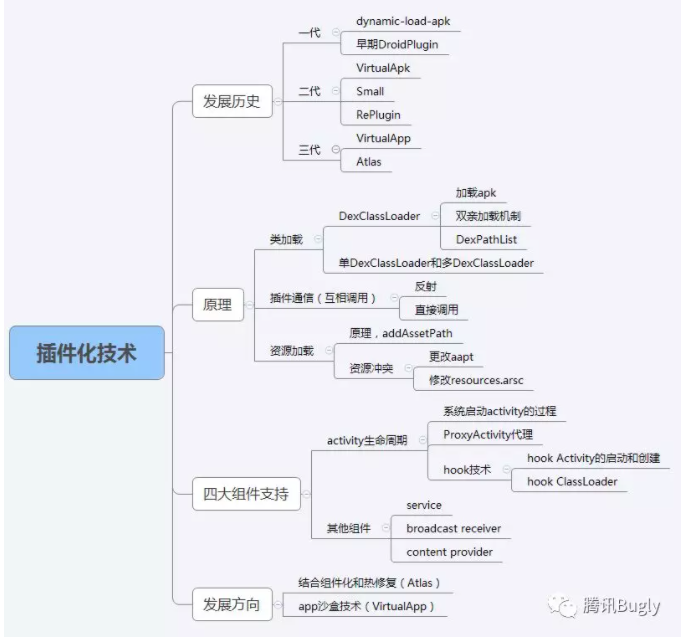 插件化技术
发展历史
一代
dynamic-load-apk
早期DroidPlugin
二代
VirtualApk
Small
RePlugin
三代
VirtualApp
Atlas
原理
类加载
DexClassLoader
加载apk
双亲加载机制
DexPathList
单DexClassLoader和多DexClassLoader
插件通信（互相调用）
反射
直接调用
资源加载
原理，addAssetPath
资源冲突
更改aapt
修改resources.arsc
四大组件支持
activity生命周期
系统启动activity的过程
ProxyActivity代理
hook技术
hook Activity的启动和创建
hook ClassLoader
其他组件
service
broadcast receiver
content provider
发展方向
结合组件化和热修复（Atlas）
app沙盒技术（VirtualApp）
腾讯Bugly